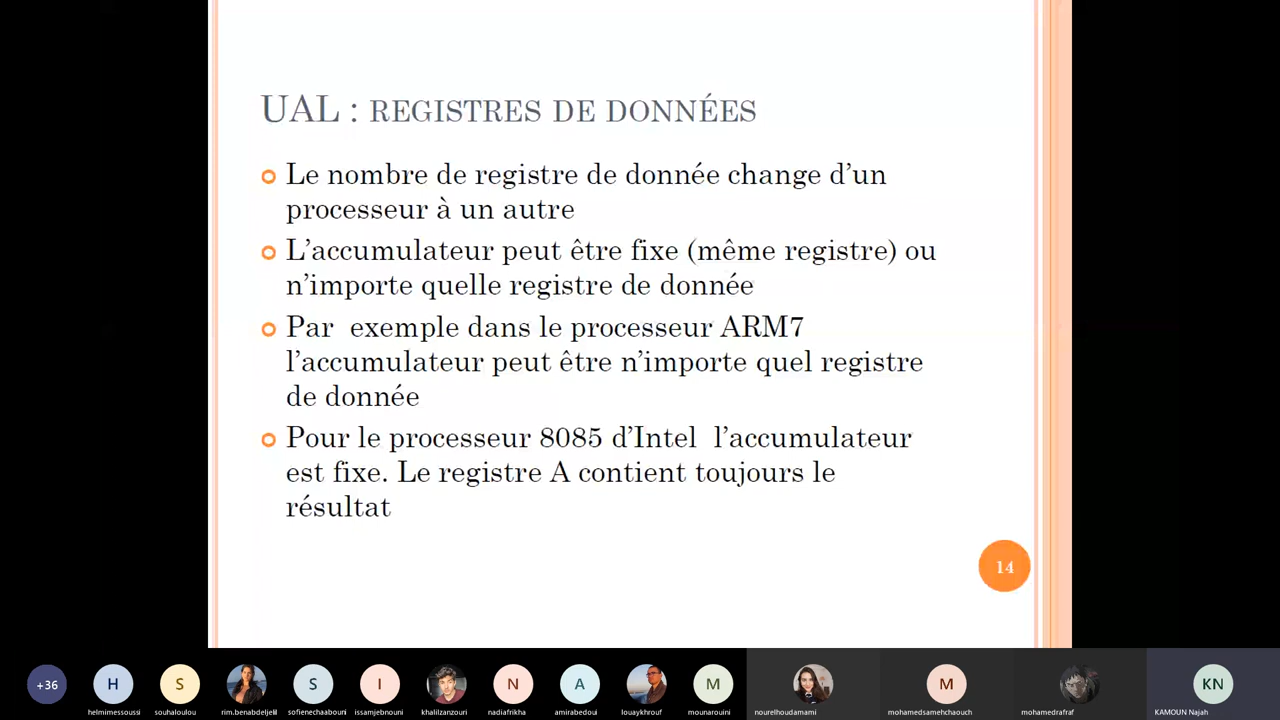 UAL : REGISTRES DE DONNÉES
Le nombre de registre de donnée change d'un
processeur à un autre
L'accumulateur peut être fixe (même registre) ou
n'importe quelle registre de donnée
Par exemple dans le processeur ARM7
l'accumulateur peut être n'importe quel registre
de donnée
Pour le processeur 8085 d'Intel l'accumulateur
est fixe. Le registre A contient toujours le
résultat
14
+36
H
S
S
I
N
A
M
M
KN
helmimessoussi
souhaloulou
rim.benabdeljelil
sofienechaabouni
issamjebnouni
khalilzanzouri
nadiafrikha
amirabedoui
louaykhrouf
mounarouini
nourelhoudamami
mohamedsamehchaouch
mohamedrafraf
KAMOUN Najah